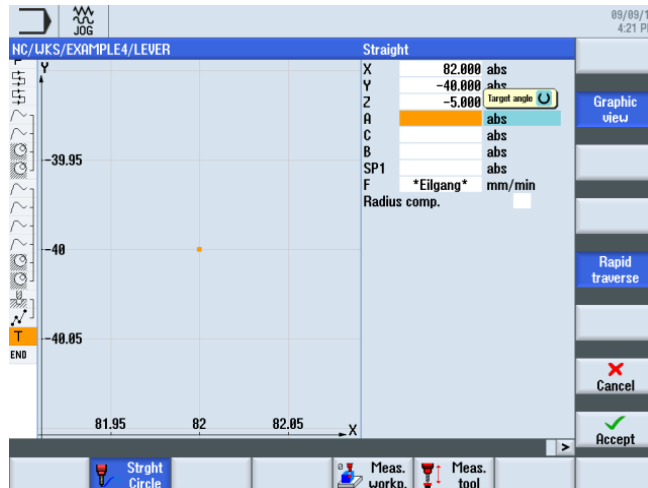 JOG
09/09/1
4:21 P
NC/WKS/EXAMPLE4/LEVER
Straight
Y
-39.95
-40
-40.05
81.95 82 82.05 X
T
END
X 82.000 abs
Y -40.000 abs
Z -5.000 Target angle
A abs
C abs
B abs
SP1 abs
F *Eilgang* mm/min
Radius comp.
Graphic
view
Rapid
traverse
Cancel
Accept
>
Strght
Circle
Meas.
workp.
Meas.
tool